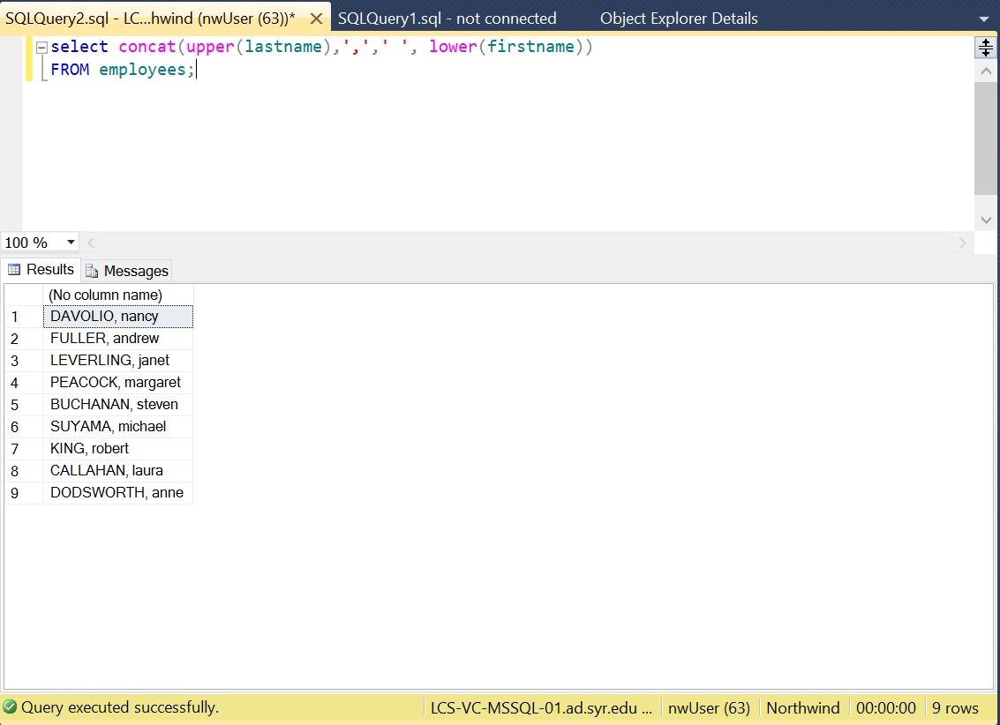 SQLQuery2.sql - LC...hwind (nwUser (63))* SQLQuery1.sql - not connected Object Explorer Details
select concat(upper(lastname),',',' ', lower(firstname))
FROM employees;
100 %
Results Messages
(No column name)
1 DAVOLIO, nancy
2 FULLER, andrew
3 LEVERLING, janet
4 PEACOCK, margaret
5 BUCHANAN, steven
6 SUYAMA, michael
7 KING, robert
8 CALLAHAN, laura
9 DODSWORTH, anne
Query executed successfully. LCS-VC-MSSQL-01.ad.syr.edu ... nwUser (63) Northwind 00:00:00 9 rows